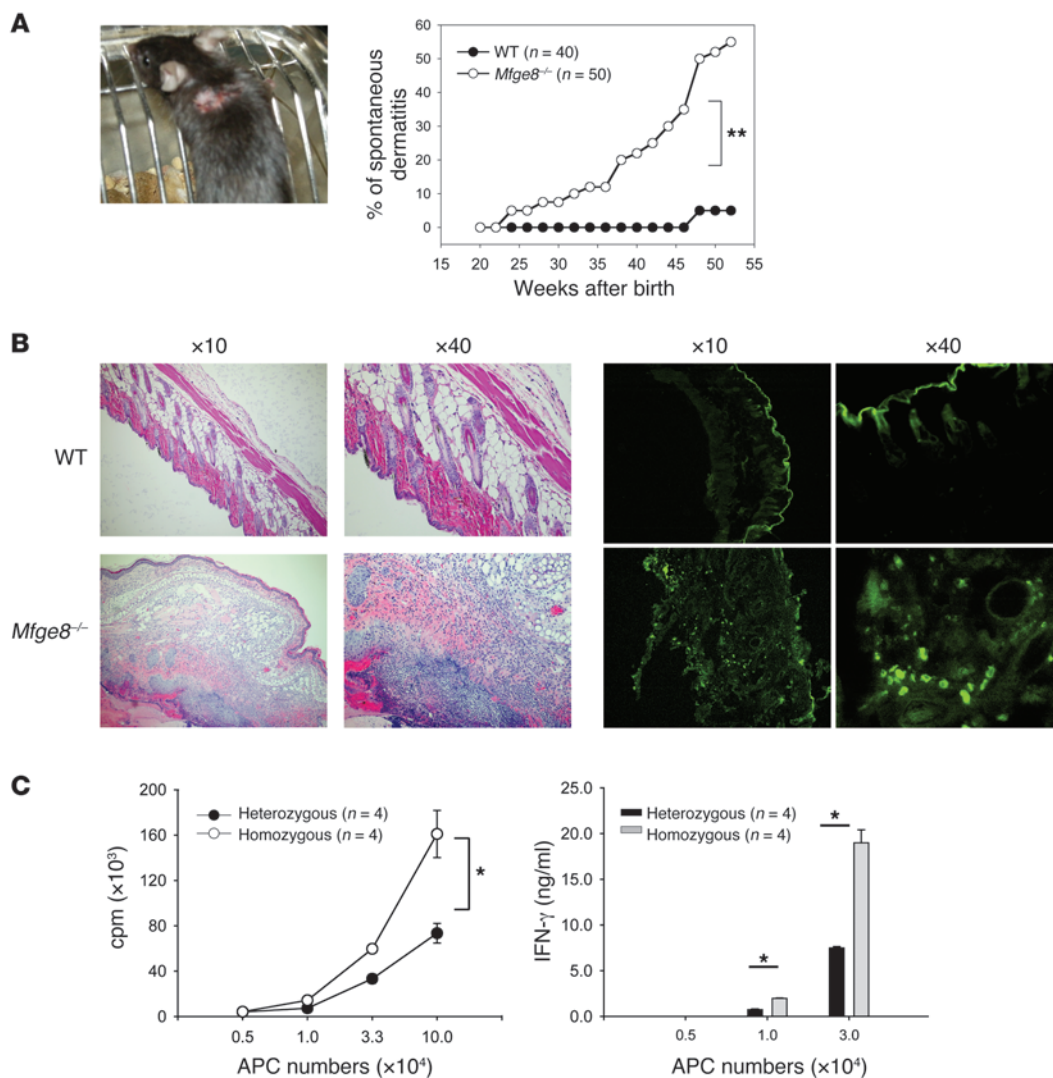 A
60
50
40
30
20
10
0
% of spontaneous
dermatitis
WT (n = 40)
Mfge8–/– (n = 50)
**
15 20 25 30 35 40 45 50 55
Weeks after birth
B
×10 ×40 ×10 ×40
WT
Mfge8–/–
C
200
160
120
80
40
0
cpm (×10³)
Heterozygous (n = 4)
Homozygous (n = 4)
*
0.5 1.0 3.3 10.0
APC numbers (×10⁴)
25.0
20.0
15.0
10.0
5.0
0.0
IFN-γ (ng/ml)
Heterozygous (n = 4)
Homozygous (n = 4)
*
*
0.5 1.0 3.0
APC numbers (×10⁴)